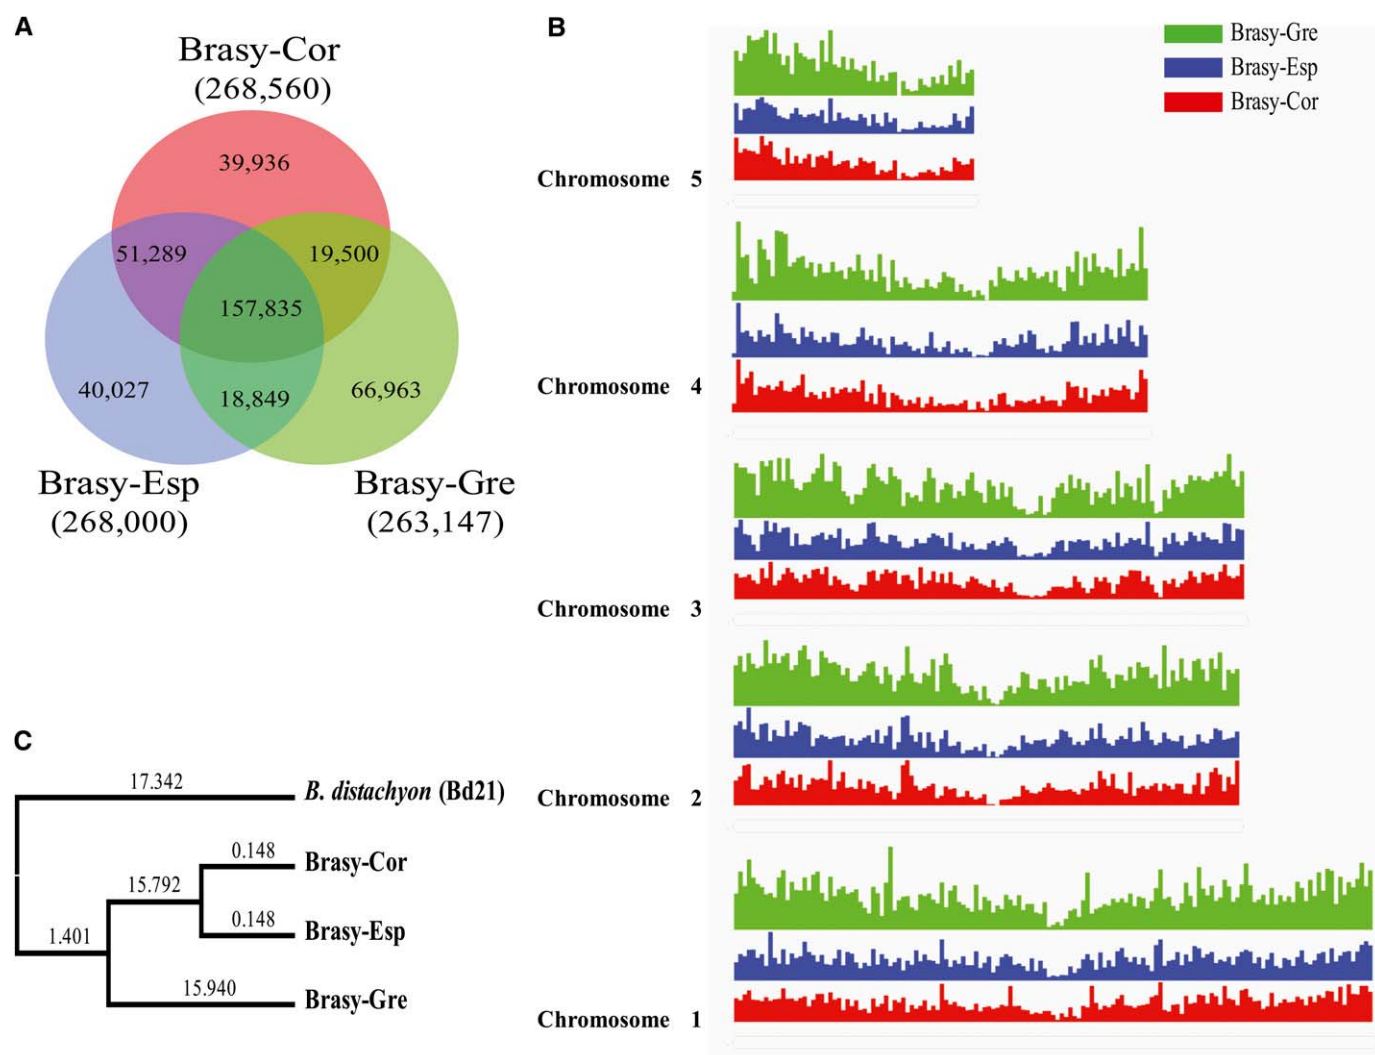 A
Brasy-Cor
(268,560)
39,936
51,289
19,500
157,835
40,027
18,849
66,963
Brasy-Esp
(268,000)
Brasy-Gre
(263,147)
B
Brasy-Gre
Brasy-Esp
Brasy-Cor
Chromosome 5
Chromosome 4
Chromosome 3
Chromosome 2
Chromosome 1
C
17.342
B. distachyon (Bd21)
0.148
Brasy-Cor
15.792
0.148
Brasy-Esp
1.401
15.940
Brasy-Gre